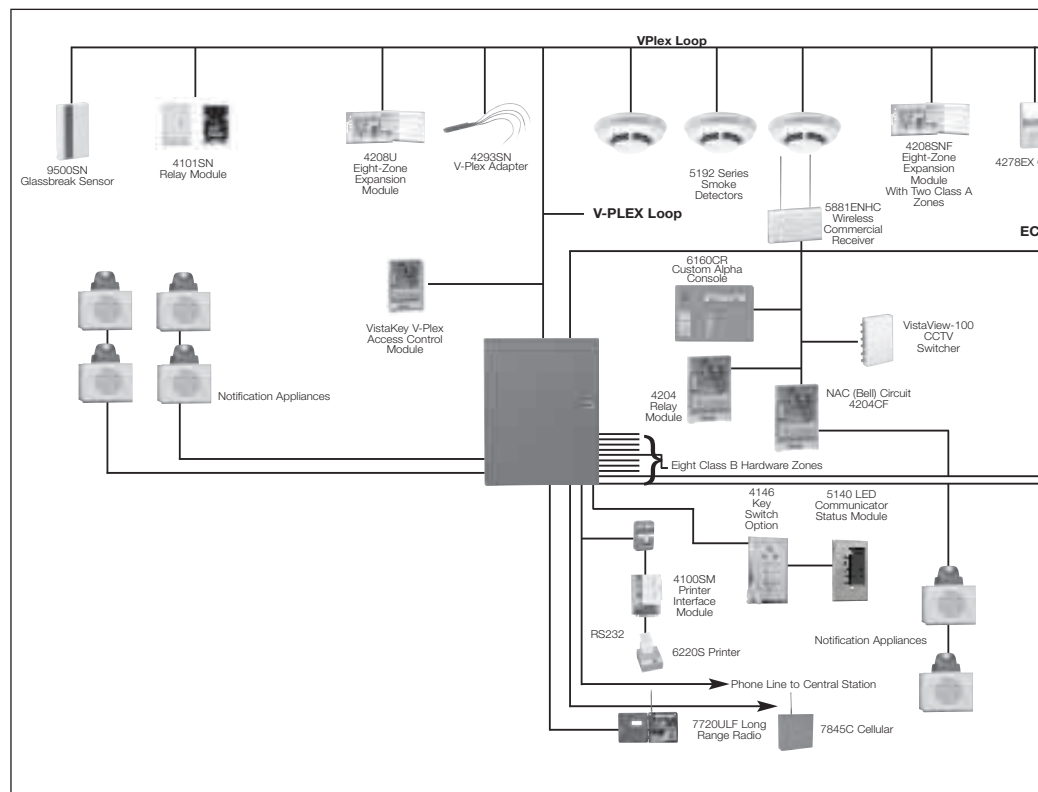 VPlex Loop
9500SN
Glassbreak Sensor
4101SN
Relay Module
4208U
Eight-Zone
Expansion
Module
4293SN
V-Plex Adapter
5192 Series
Smoke
Detectors
4208SNF
Eight-Zone
Expansion
Module
With Two Class A
Zones
4278EX
V-PLEX Loop
5881ENHC
Wireless
Commercial
Receiver
EC
6160CR
Custom Alpha
Console
VistaKey V-Plex
Access Control
Module
VistaView-100
CCTV
Switcher
Notification Appliances
4204
Relay
Module
NAC (Bell) Circuit
4204CF
Eight Class B Hardware Zones
4146
Key
Switch
Option
5140 LED
Communicator
Status Module
4100SM
Printer
Interface
Module
RS232
6220S Printer
Notification Appliances
Phone Line to Central Station
7720ULF Long
Range Radio
7845C Cellular